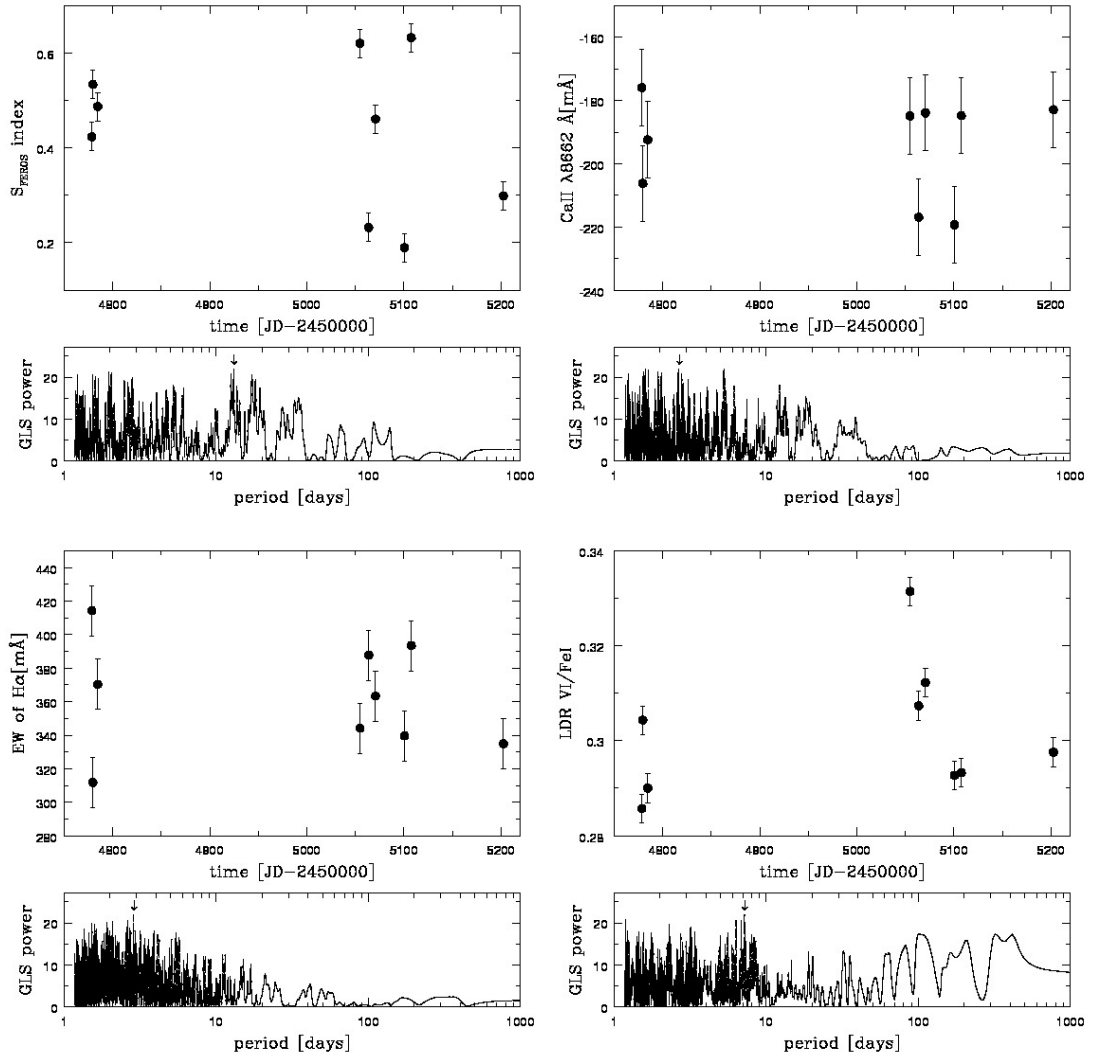 0.6
0.4
0.2
S_FEROS index
4800 4900 5000 5100 5200
time [JD-2450000]
20
10
0
GLS power
1 10 100 1000
period [days]
-160
-180
-200
-220
-240
CaII λ8662 Å[mÅ]
4800 4900 5000 5100 5200
time [JD-2450000]
20
10
0
GLS power
1 10 100 1000
period [days]
440
420
400
380
360
340
320
300
280
EW of Hα[mÅ]
4800 4900 5000 5100 5200
time [JD-2450000]
20
10
0
GLS power
1 10 100 1000
period [days]
0.34
0.32
0.3
0.28
LDR VI/FeI
4800 4900 5000 5100 5200
time [JD-2450000]
20
10
0
GLS power
1 10 100 1000
period [days]